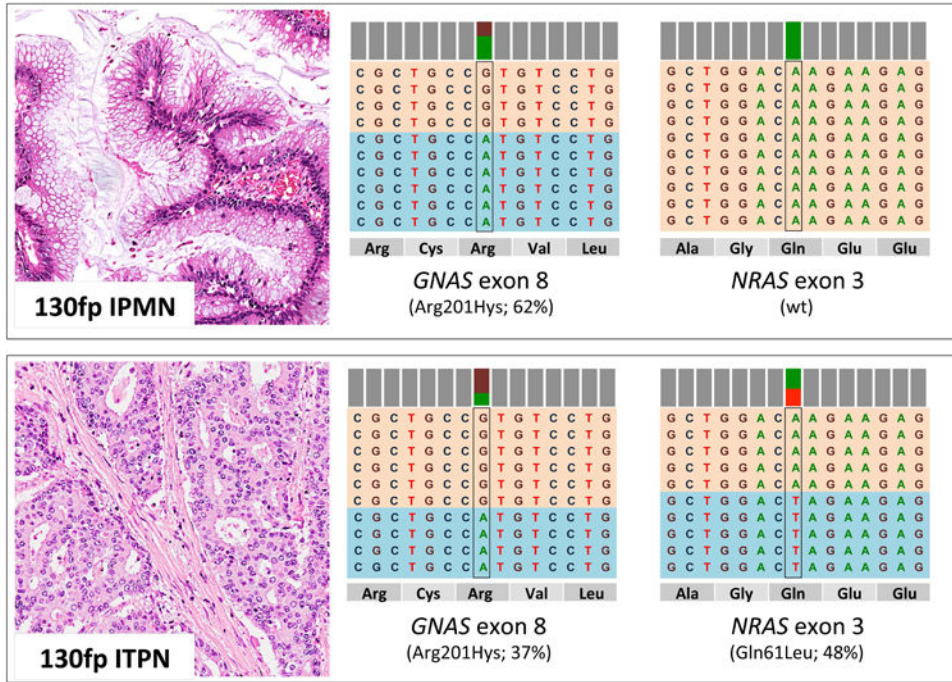 C G C T G C C G T G T C C T G
C G C T G C C G T G T C C T G
C G C T G C C G T G T C C T G
C G C T G C C G T G T C C T G
C G C T G C C A T G T C C T G
C G C T G C C A T G T C C T G
C G C T G C C A T G T C C T G
C G C T G C C A T G T C C T G
C G C T G C C A T G T C C T G
C G C T G C C A T G T C C T G
Arg Cys Arg Val Leu
GNAS exon 8
(Arg201Hys; 62%)
G C T G G A C A A G A A G A G
G C T G G A C A A G A A G A G
G C T G G A C A A G A A G A G
G C T G G A C A A G A A G A G
G C T G G A C A A G A A G A G
G C T G G A C A A G A A G A G
G C T G G A C A A G A A G A G
G C T G G A C A A G A A G A G
G C T G G A C A A G A A G A G
G C T G G A C A A G A A G A G
Ala Gly Gln Glu Glu
NRAS exon 3
(wt)
130fp IPMN
C G C T G C C G T G T C C T G
C G C T G C C G T G T C C T G
C G C T G C C G T G T C C T G
C G C T G C C G T G T C C T G
C G C T G C C G T G T C C T G
C G C T G C C G T G T C C T G
C G C T G C C A T G T C C T G
C G C T G C C A T G T C C T G
C G C T G C C A T G T C C T G
C G C T G C C A T G T C C T G
Arg Cys Arg Val Leu
GNAS exon 8
(Arg201Hys; 37%)
G C T G G A C A A G A A G A G
G C T G G A C A A G A A G A G
G C T G G A C A A G A A G A G
G C T G G A C A A G A A G A G
G C T G G A C A A G A A G A G
G C T G G A C T A G A A G A G
G C T G G A C T A G A A G A G
G C T G G A C T A G A A G A G
G C T G G A C T A G A A G A G
G C T G G A C T A G A A G A G
Ala Gly Gln Glu Glu
NRAS exon 3
(Gln61Leu; 48%)
130fp ITPN